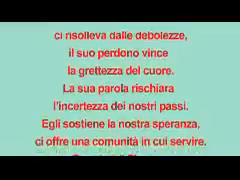 ci risolleva dalle debolezze,
il suo perdono vince
la grettezza del cuore.
La sua parola rischiara
l'incertezza dei nostri passi.
Egli sostiene la nostra speranza,
ci offre una comunità in cui servire.